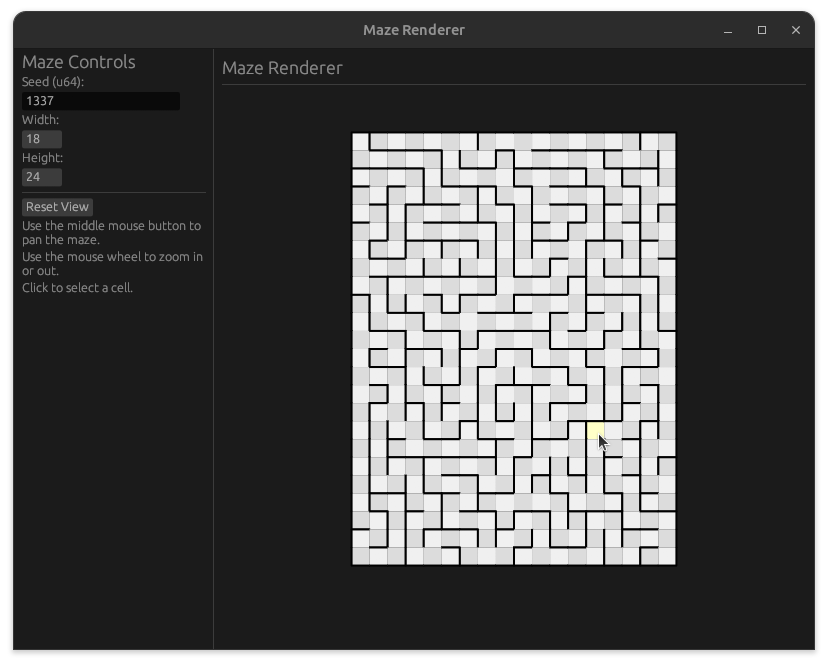 Maze Renderer
Maze Controls
Seed (u64):
1337
Width:
18
Height:
24
Reset View
Use the middle mouse button to
pan the maze.
Use the mouse wheel to zoom in
or out.
Click to select a cell.
Maze Renderer